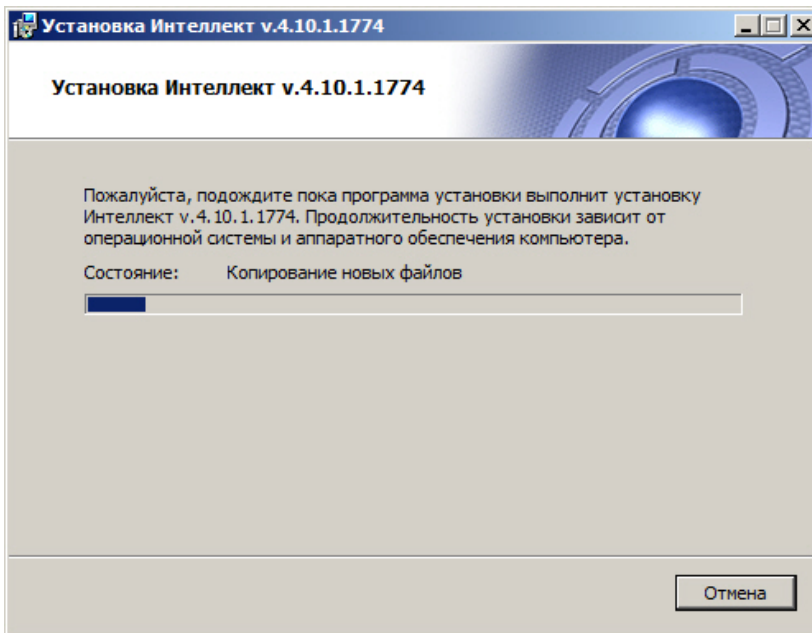 Установка Интеллект v.4.10.1.1774
Установка Интеллект v.4.10.1.1774
Пожалуйста, подождите пока программа установки выполнит установку
Интеллект v.4.10.1.1774. Продолжительность установки зависит от
операционной системы и аппаратного обеспечения компьютера.
Состояние: Копирование новых файлов
Отмена